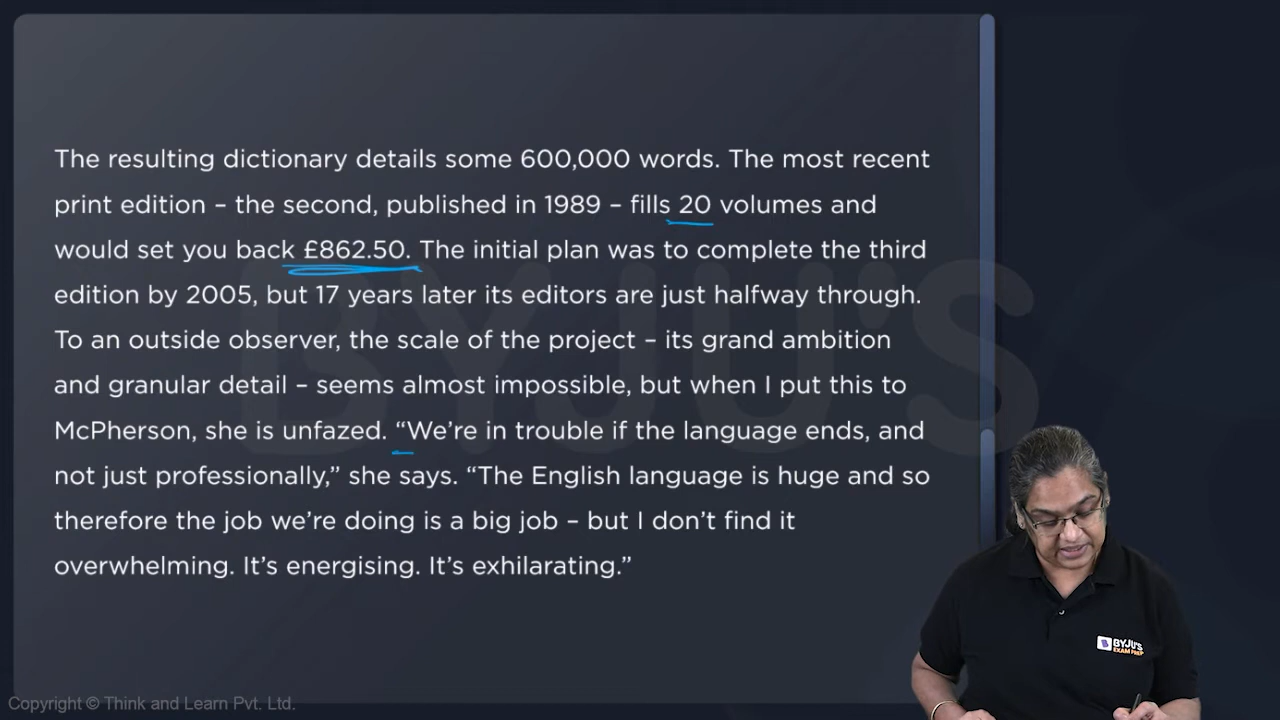 The resulting dictionary details some 600,000 words. The most recent
print edition – the second, published in 1989 – fills 20 volumes and
would set you back £862.50. The initial plan was to complete the third
edition by 2005, but 17 years later its editors are just halfway through.
To an outside observer, the scale of the project – its grand ambition
and granular detail – seems almost impossible, but when I put this to
McPherson, she is unfazed. “We’re in trouble if the language ends, and
not just professionally,” she says. “The English language is huge and so
therefore the job we’re doing is a big job – but I don’t find it
overwhelming. It’s energising. It’s exhilarating.”
BYJU'S
BYJU'S
EXAM PREP
Copyright © Think and Learn Pvt. Ltd.